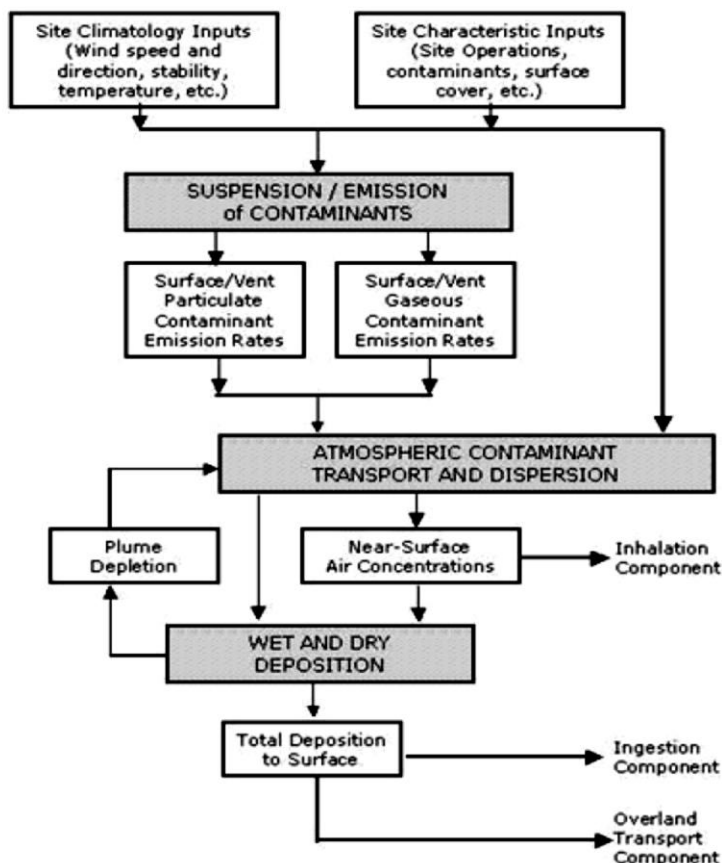 Site Climatology Inputs
(Wind speed and
direction, stability,
temperature, etc.)
Site Characteristic Inputs
(Site Operations,
contaminants, surface
cover, etc.)
SUSPENSION / EMISSION
of CONTAMINANTS
Surface/Vent
Particulate
Contaminant
Emission Rates
Surface/Vent
Gaseous
Contaminant
Emission Rates
ATMOSPHERIC CONTAMINANT
TRANSPORT AND DISPERSION
Plume
Depletion
Near-Surface
Air Concentrations
Inhalation
Component
WET AND DRY
DEPOSITION
Total Deposition
to Surface
Ingestion
Component
Overland
Transport
Component